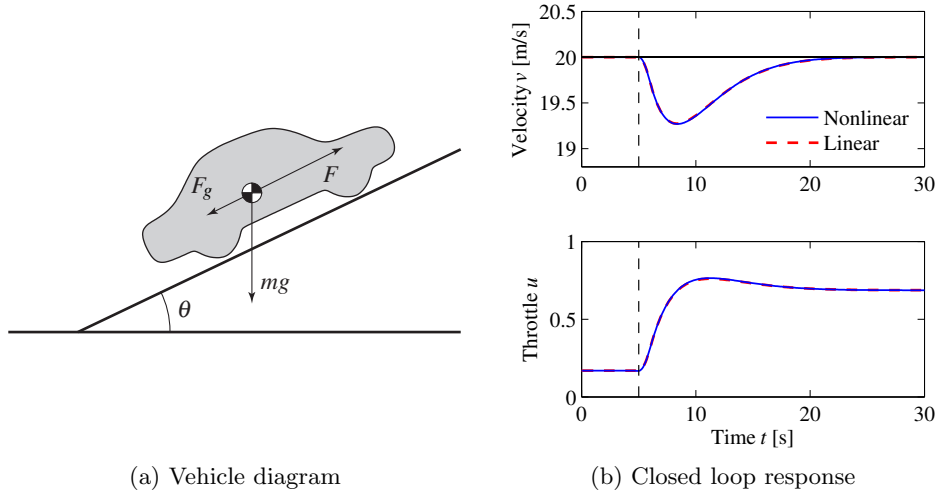 F_g
F
mg
θ
(a) Vehicle diagram
20.5
20
19.5
19
Velocity v [m/s]
Nonlinear
Linear
0
10
20
30
1
0.5
0
Throttle u
0
10
20
30
Time t [s]
(b) Closed loop response